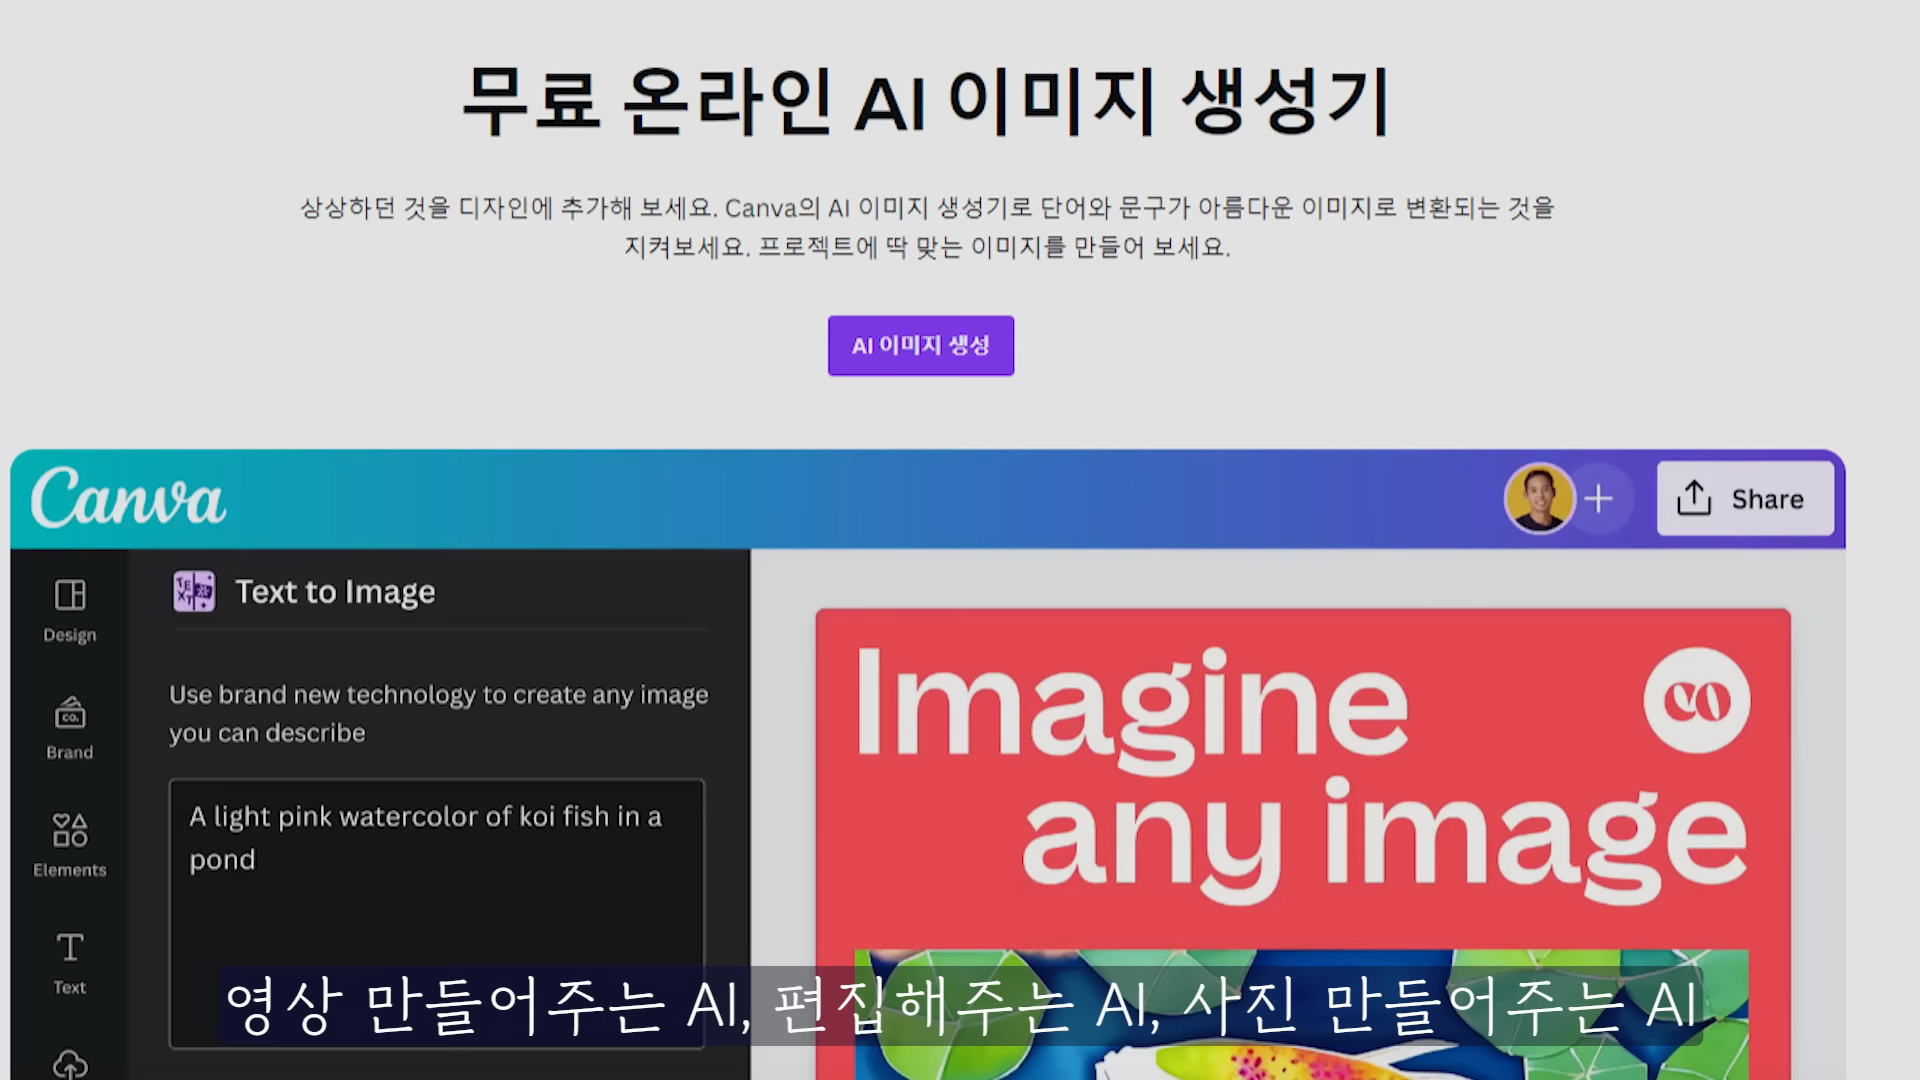 무료 온라인 AI 이미지 생성기
상상하던 것을 디자인에 추가해 보세요. Canva의 AI 이미지 생성기로 단어와 문구가 아름다운 이미지로 변환되는 것을
지켜보세요. 프로젝트에 딱 맞는 이미지를 만들어 보세요.
AI 이미지 생성
Canva
Share
Design
Brand
CO.
Elements
Text
TEXT
Text to Image
Use brand new technology to create any image
you can describe
A light pink watercolor of koi fish in a
pond
Imagine
any image
co
영상 만들어주는 AI, 편집해주는 AI, 사진 만들어주는 AI